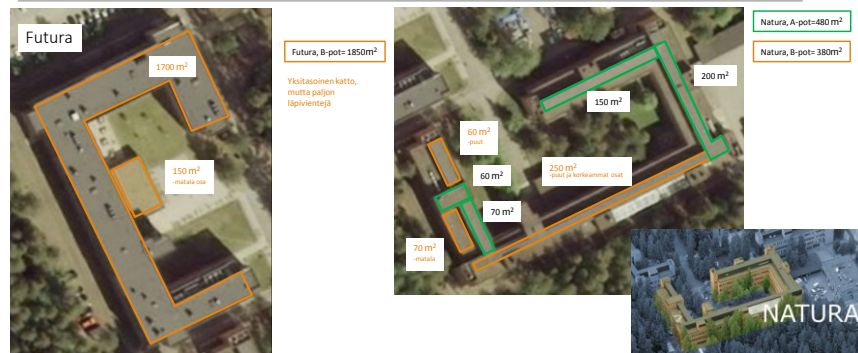 Futura
1700 m²
150 m²
-matala osa
Futura, B-pot= 1850m²
Yksitasoinen katto,
mutta paljon
läpivientejä
Natura, A-pot=480 m²
Natura, B-pot= 380m²
200 m²
150 m²
60 m²
-puut
60 m²
250 m²
-puut ja korkeammat osat
70 m²
70 m²
-matala
NATURA